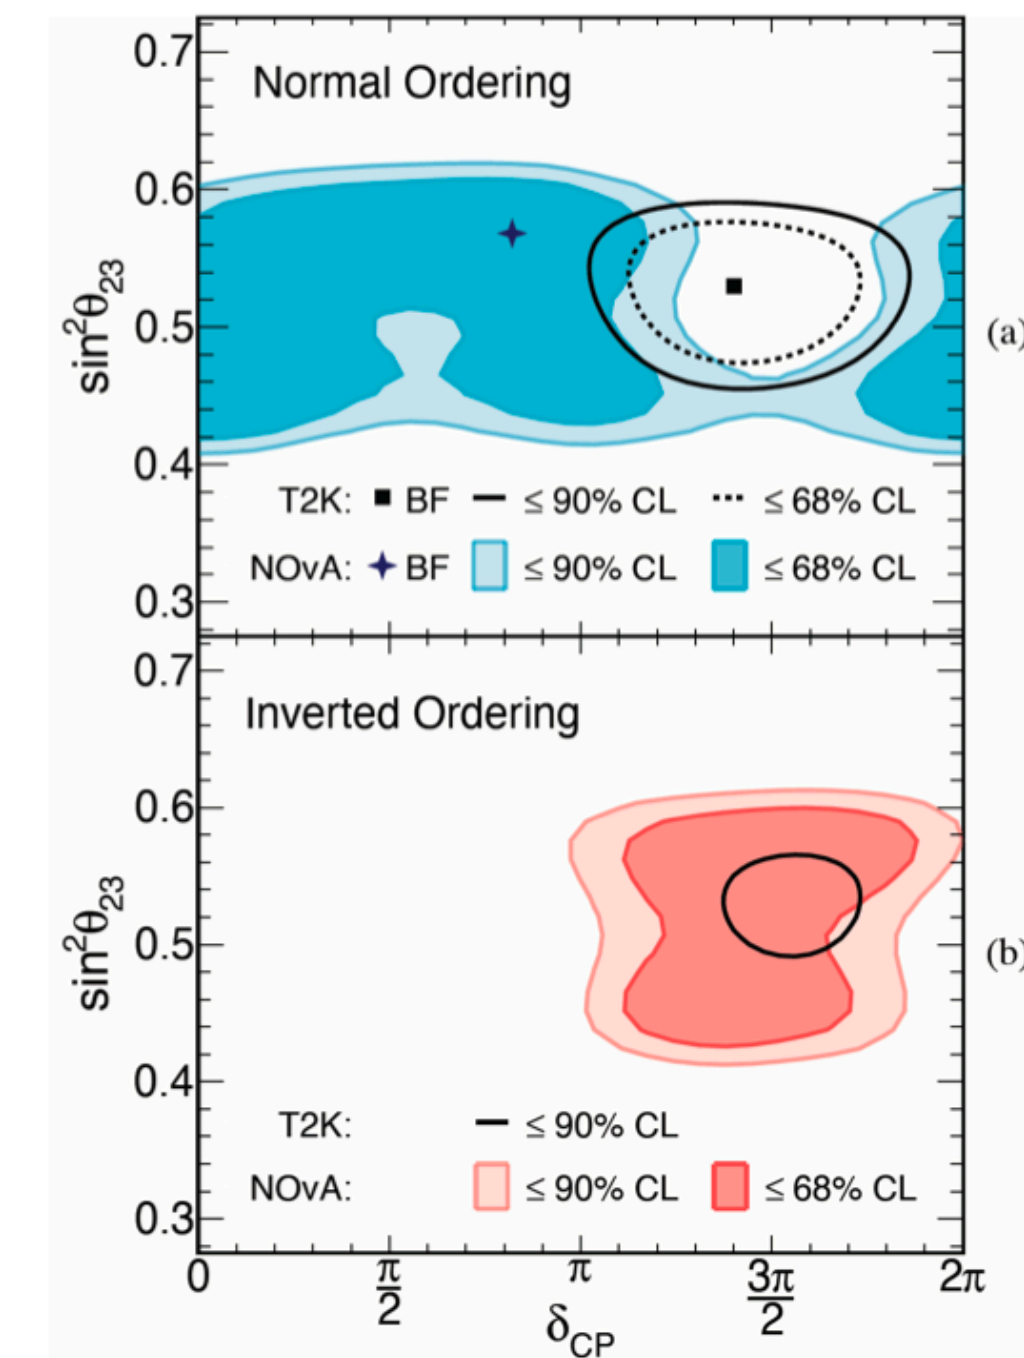 0.7
Normal Ordering
0.6
0.5
sin²θ₂₃
(a)
0.4
T2K: BF ≤ 90% CL ≤ 68% CL
NOvA: BF ≤ 90% CL ≤ 68% CL
0.3
0.7
Inverted Ordering
0.6
0.5
sin²θ₂₃
(b)
0.4
T2K: ≤ 90% CL
NOvA: ≤ 90% CL ≤ 68% CL
0.3
0 π/2 π 3π/2 2π
δCP